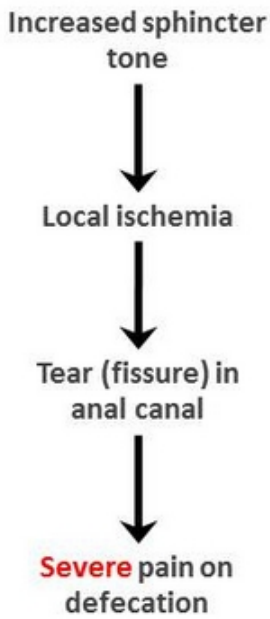 Increased sphincter
tone
Local ischemia
Tear (fissure) in
anal canal
Severe pain on
defecation